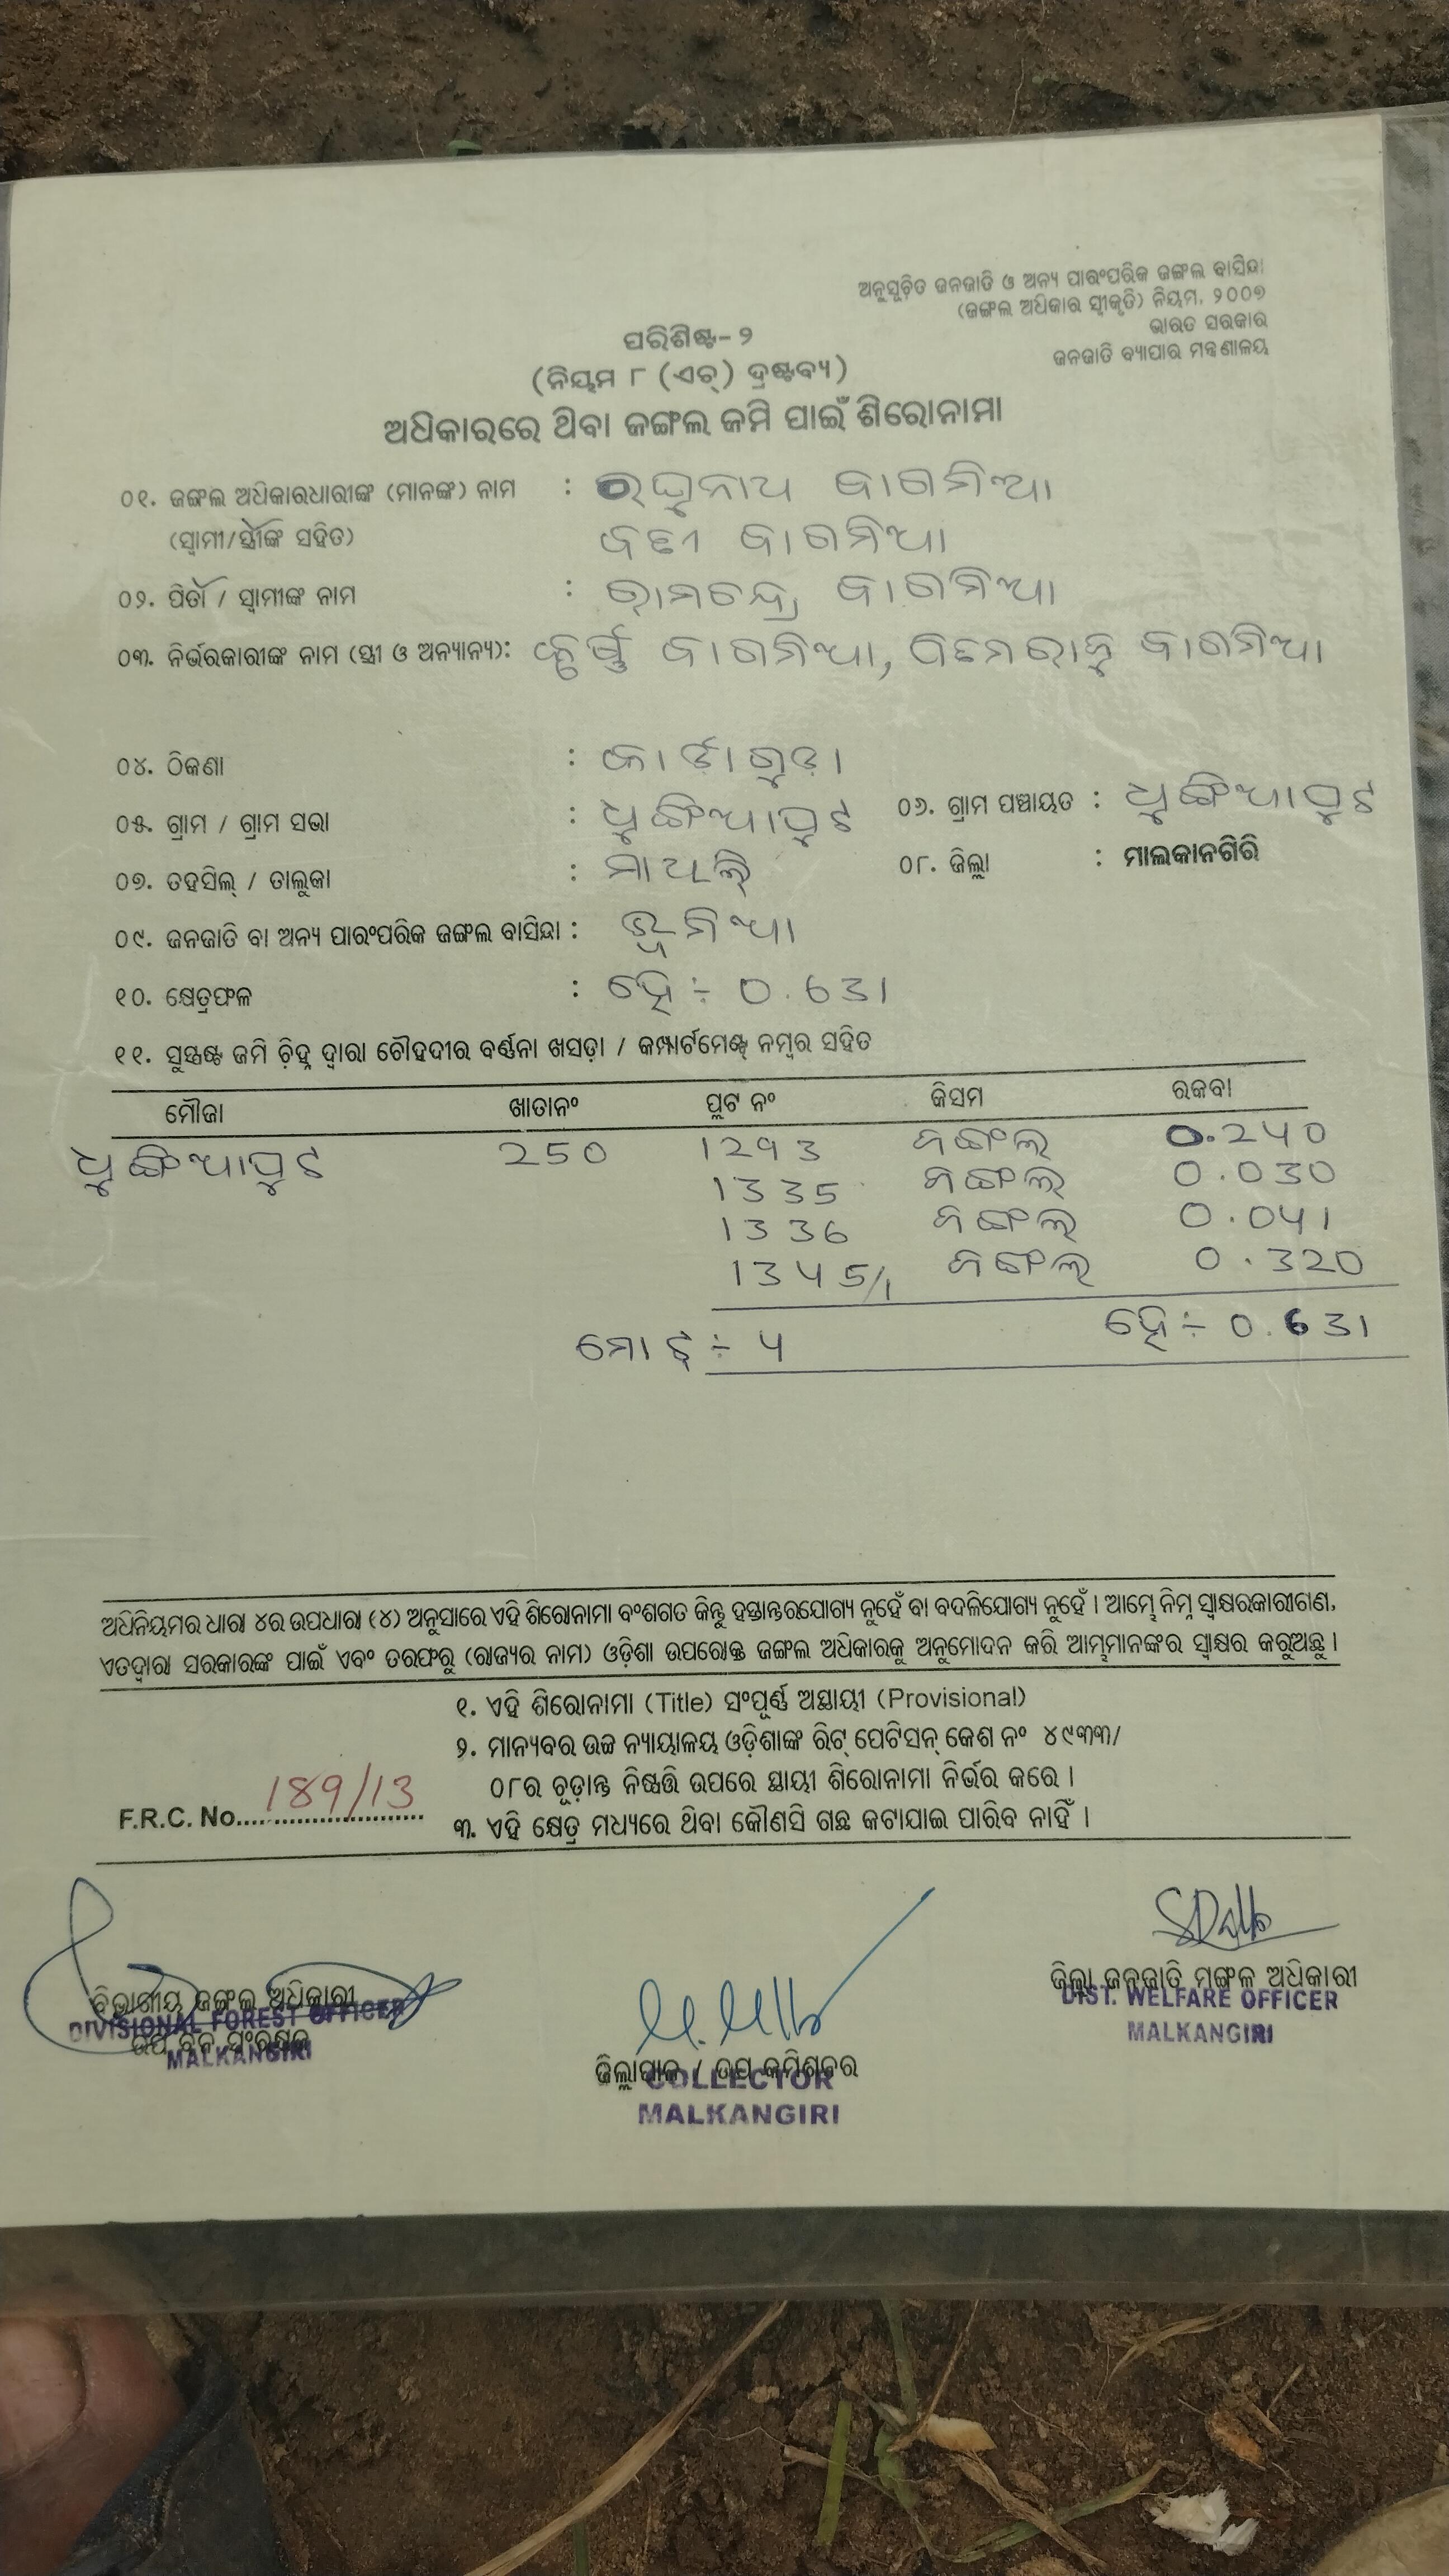 ଅନୁସୂଚିତ ଜନଜାତି ଓ ଅନ୍ୟ ପାରଂପରିକ ଜଙ୍ଗଲ ବାସିନ୍ଦା
(ଜଙ୍ଗଲ ଅଧିକାର ସ୍ୱୀକୃତି) ନିୟମ, ୨୦୦୭
ଭାରତ ସରକାର
ଜନଜାତି ବ୍ୟାପାର ମନ୍ତ୍ରଣାଳୟ
ପରିଶିଷ୍ଟ-୨
(ନିୟମ ୮ (ଏଚ୍) ଦ୍ରଷ୍ଟବ୍ୟ)
ଅଧିକାରରେ ଥିବା ଜଙ୍ଗଲ ଜମି ପାଇଁ ଶିରୋନାମା
୦୧. ଜଙ୍ଗଲ ଅଧିକାରଧାରୀଙ୍କ (ମାନଙ୍କ) ନାମ : ରଘୁନାଥ ବାଗମିଆ
(ସ୍ୱାମୀ/ସ୍ତ୍ରୀଙ୍କ ସହିତ) ବାଗମିଆ
୦୨. ପିତା / ସ୍ୱାମୀଙ୍କ ନାମ : ରାମଚନ୍ଦ୍ର ବାଗମିଆ
୦୩. ନିର୍ଭରକାରୀଙ୍କ ନାମ (ସ୍ତ୍ରୀ ଓ ଅନ୍ୟାନ୍ୟ): ବାଗମିଆ, ବାଗମିଆ
୦୪. ଠିକଣା :
୦୫. ଗ୍ରାମ / ଗ୍ରାମ ସଭା : ଧୁଙ୍ଗିଆପୁଟ ୦୬. ଗ୍ରାମ ପଞ୍ଚାୟତ : ଧୁଙ୍ଗିଆପୁଟ
୦୭. ତହସିଲ୍ / ତାଲୁକା : ମାଥିଲି ୦୮. ଜିଲ୍ଲା : ମାଲକାନଗିରି
୦୯. ଜନଜାତି ବା ଅନ୍ୟ ପାରଂପରିକ ଜଙ୍ଗଲ ବାସିନ୍ଦା : ଭୂମିଆ
୧୦. କ୍ଷେତ୍ରଫଳ : ହେ ÷ 0.631
୧୧. ସୁସ୍ପଷ୍ଟ ଜମି ଚିହ୍ନ ଦ୍ୱାରା ଚୌହଦୀର ବର୍ଣ୍ଣନା ଖସଡ଼ା / କମ୍ପାର୍ଟମେଣ୍ଟ ନମ୍ବର ସହିତ
ମୌଜା ଖାତାନଂ ପ୍ଲଟ ନଂ କିସମ ରକବା
ଧୁଙ୍ଗିଆପୁଟ 250 1293 ଜଙ୍ଗଲ 0.240
1335 ଜଙ୍ଗଲ 0.030
1336 ଜଙ୍ଗଲ 0.041
1345/1 ଜଙ୍ଗଲ 0.320
ମୋଟ ÷ 4 ହେ ÷ 0.631
ଅଧିନିୟମର ଧାରା ୪ର ଉପଧାରା (୪) ଅନୁସାରେ ଏହି ଶିରୋନାମା ବଂଶଗତ କିନ୍ତୁ ହସ୍ତାନ୍ତରଯୋଗ୍ୟ ନୁହେଁ ବା ବଦଳିଯୋଗ୍ୟ ନୁହେଁ । ଆମ୍ଭେ ନିମ୍ନ ସ୍ୱାକ୍ଷରକାରୀଗଣ,
ଏତଦ୍ୱାରା ସରକାରଙ୍କ ପାଇଁ ଏବଂ ତରଫରୁ (ରାଜ୍ୟର ନାମ) ଓଡ଼ିଶା ଉପରୋକ୍ତ ଜଙ୍ଗଲ ଅଧିକାରକୁ ଅନୁମୋଦନ କରି ଆମ୍ଭମାନଙ୍କର ସ୍ୱାକ୍ଷର କରୁଅଛୁ ।
୧. ଏହି ଶିରୋନାମା (Title) ସଂପୂର୍ଣ୍ଣ ଅସ୍ଥାୟୀ (Provisional)
୨. ମାନ୍ୟବର ଉଚ୍ଚ ନ୍ୟାୟାଳୟ ଓଡ଼ିଶାଙ୍କ ରିଟ୍ ପେଟିସନ୍ କେଶ ନଂ ୪୯୩୩/
୦୮ର ଚୂଡ଼ାନ୍ତ ନିଷ୍ପତ୍ତି ଉପରେ ସ୍ଥାୟୀ ଶିରୋନାମା ନିର୍ଭର କରେ ।
F.R.C. No. 189/13
୩. ଏହି କ୍ଷେତ୍ର ମଧ୍ୟରେ ଥିବା କୌଣସି ଗଛ କଟାଯାଇ ପାରିବ ନାହିଁ ।
ବିଭାଗୀୟ ଜଙ୍ଗଲ ଅଧିକାରୀ
DIVISIONAL FOREST OFFICER
ଉପ ବନ ସଂରକ୍ଷକ
MALKANGIRI
ଜିଲ୍ଲାପାଳ / ଉପ କମିଶନର
COLLECTOR
MALKANGIRI
ଜିଲ୍ଲା ଜନଜାତି ମଙ୍ଗଳ ଅଧିକାରୀ
DIST. WELFARE OFFICER
MALKANGIRI